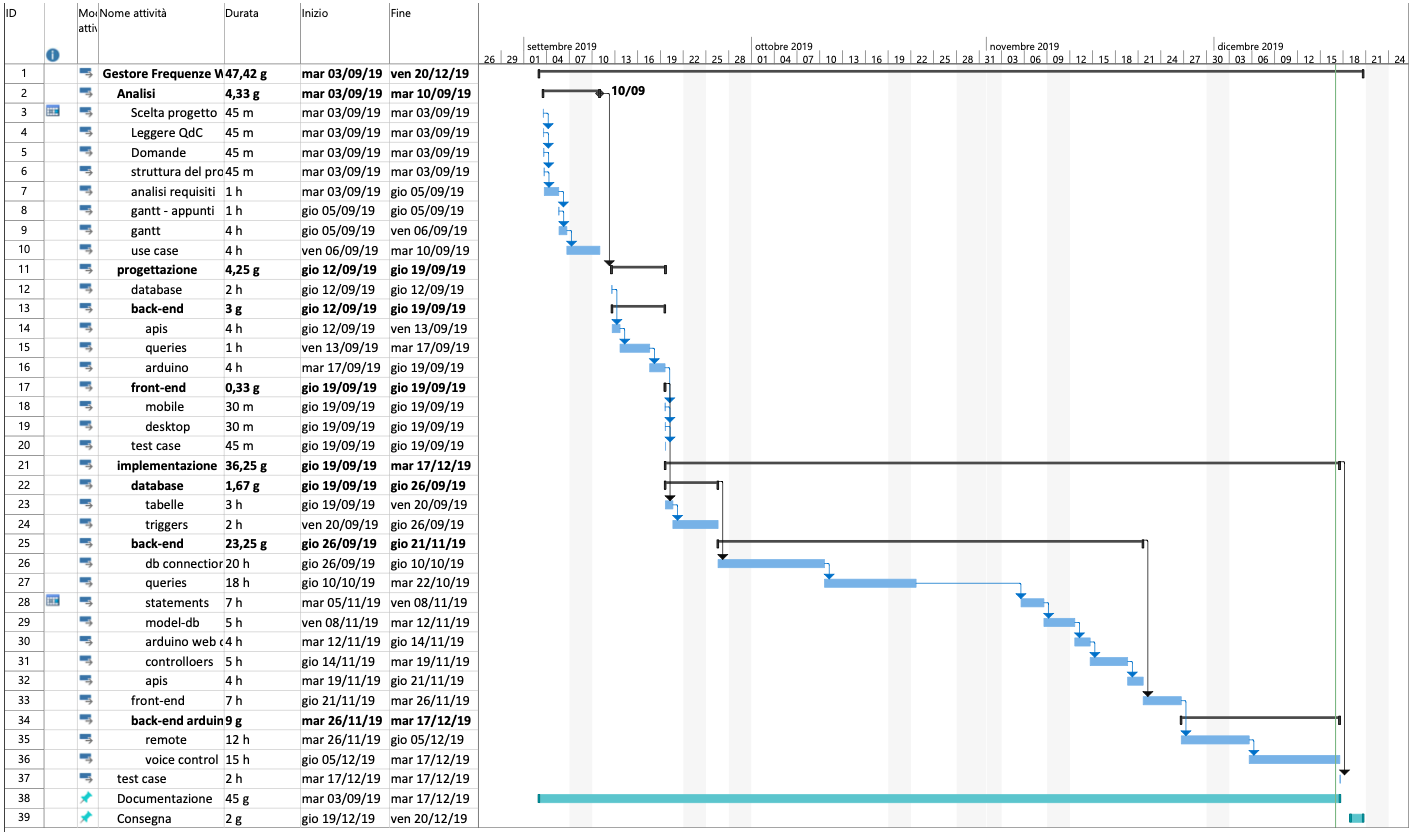 ID Moc Nome attività Durata Inizio Fine
attiv
settembre 2019 ottobre 2019 novembre 2019 dicembre 2019
26 29 01 04 07 10 13 16 19 22 25 28 01 04 07 10 13 16 19 22 25 28 31 03 06 09 12 15 18 21 24 27 30 03 06 09 12 15 18 21 24
1 Gestore Frequenze W 47,42 g mar 03/09/19 ven 20/12/19
2 Analisi 4,33 g mar 03/09/19 mar 10/09/19 10/09
3 Scelta progetto 45 m mar 03/09/19 mar 03/09/19
4 Leggere QdC 45 m mar 03/09/19 mar 03/09/19
5 Domande 45 m mar 03/09/19 mar 03/09/19
6 struttura del pro 45 m mar 03/09/19 mar 03/09/19
7 analisi requisiti 1 h mar 03/09/19 gio 05/09/19
8 gantt - appunti 1 h gio 05/09/19 gio 05/09/19
9 gantt 4 h gio 05/09/19 ven 06/09/19
10 use case 4 h ven 06/09/19 mar 10/09/19
11 progettazione 4,25 g gio 12/09/19 gio 19/09/19
12 database 2 h gio 12/09/19 gio 12/09/19
13 back-end 3 g gio 12/09/19 gio 19/09/19
14 apis 4 h gio 12/09/19 ven 13/09/19
15 queries 1 h ven 13/09/19 mar 17/09/19
16 arduino 4 h mar 17/09/19 gio 19/09/19
17 front-end 0,33 g gio 19/09/19 gio 19/09/19
18 mobile 30 m gio 19/09/19 gio 19/09/19
19 desktop 30 m gio 19/09/19 gio 19/09/19
20 test case 45 m gio 19/09/19 gio 19/09/19
21 implementazione 36,25 g gio 19/09/19 mar 17/12/19
22 database 1,67 g gio 19/09/19 gio 26/09/19
23 tabelle 3 h gio 19/09/19 ven 20/09/19
24 triggers 2 h ven 20/09/19 gio 26/09/19
25 back-end 23,25 g gio 26/09/19 gio 21/11/19
26 db connection 20 h gio 26/09/19 gio 10/10/19
27 queries 18 h gio 10/10/19 mar 22/10/19
28 statements 7 h mar 05/11/19 ven 08/11/19
29 model-db 5 h ven 08/11/19 mar 12/11/19
30 arduino web c 4 h mar 12/11/19 gio 14/11/19
31 controlloers 5 h gio 14/11/19 mar 19/11/19
32 apis 4 h mar 19/11/19 gio 21/11/19
33 front-end 7 h gio 21/11/19 mar 26/11/19
34 back-end arduin 9 g mar 26/11/19 mar 17/12/19
35 remote 12 h mar 26/11/19 gio 05/12/19
36 voice control 15 h gio 05/12/19 mar 17/12/19
37 test case 2 h mar 17/12/19 mar 17/12/19
38 Documentazione 45 g mar 03/09/19 mar 17/12/19
39 Consegna 2 g gio 19/12/19 ven 20/12/19